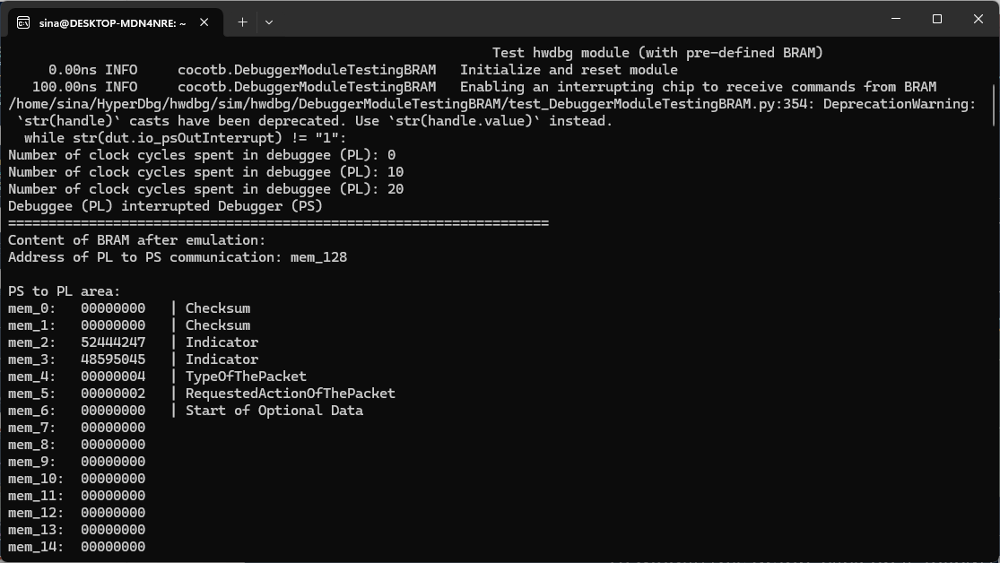 sina@DESKTOP-MDN4NRE: ~
Test hwdbg module (with pre-defined BRAM)
0.00ns INFO     cocotb.DebuggerModuleTestingBRAM   Initialize and reset module
100.00ns INFO     cocotb.DebuggerModuleTestingBRAM   Enabling an interrupting chip to receive commands from BRAM
/home/sina/HyperDbg/hwdbg/sim/hwdbg/DebuggerModuleTestingBRAM/test_DebuggerModuleTestingBRAM.py:354: DeprecationWarning:
`str(handle)` casts have been deprecated. Use `str(handle.value)` instead.
while str(dut.io_psOutInterrupt) != "1":
Number of clock cycles spent in debuggee (PL): 0
Number of clock cycles spent in debuggee (PL): 10
Number of clock cycles spent in debuggee (PL): 20
Debuggee (PL) interrupted Debugger (PS)
===================================================================
Content of BRAM after emulation:
Address of PL to PS communication: mem_128
PS to PL area:
mem_0:   00000000   | Checksum
mem_1:   00000000   | Checksum
mem_2:   52444247   | Indicator
mem_3:   48595045   | Indicator
mem_4:   00000004   | TypeOfThePacket
mem_5:   00000002   | RequestedActionOfThePacket
mem_6:   00000000   | Start of Optional Data
mem_7:   00000000
mem_8:   00000000
mem_9:   00000000
mem_10:  00000000
mem_11:  00000000
mem_12:  00000000
mem_13:  00000000
mem_14:  00000000